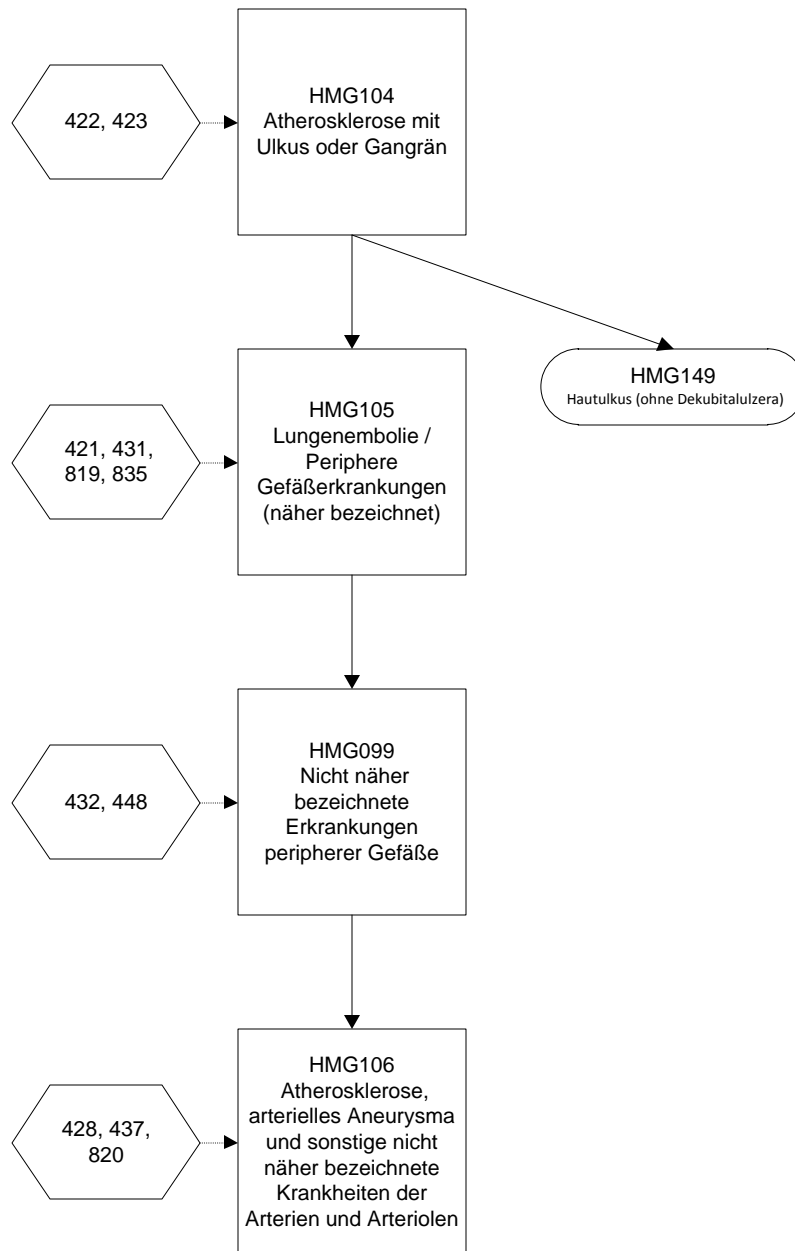 422, 423
HMG104
Atherosklerose mit
Ulkus oder Gangrän
HMG149
Hautulkus (ohne Dekubitalulzera)
421, 431,
819, 835
HMG105
Lungenembolie /
Periphere
Gefäßerkrankungen
(näher bezeichnet)
432, 448
HMG099
Nicht näher
bezeichnete
Erkrankungen
peripherer Gefäße
428, 437,
820
HMG106
Atherosklerose,
arterielles Aneurysma
und sonstige nicht
näher bezeichnete
Krankheiten der
Arterien und Arteriolen